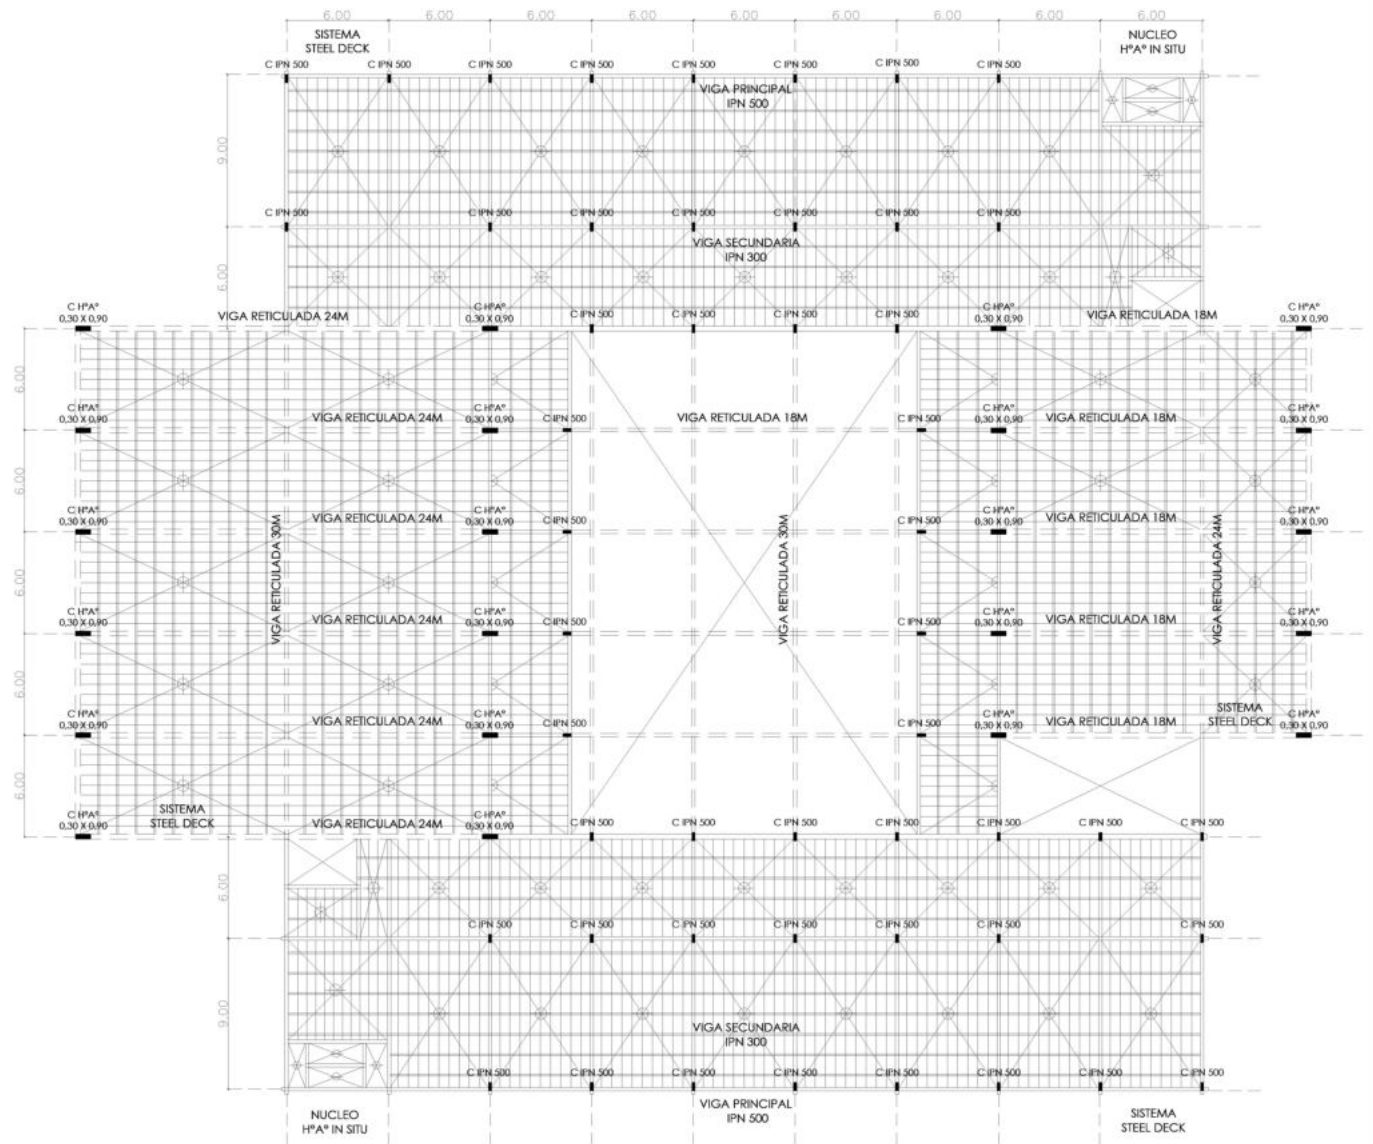 6.00 6.00 6.00 6.00 6.00 6.00 6.00 6.00 6.00
SISTEMA
STEEL DECK
NUCLEO
HºAº IN SITU
C IPN 500 C IPN 500 C IPN 500 C IPN 500 C IPN 500 C IPN 500 C IPN 500 C IPN 500
VIGA PRINCIPAL
IPN 500
9.00
C IPN 500 C IPN 500 C IPN 500 C IPN 500 C IPN 500 C IPN 500 C IPN 500
VIGA SECUNDARIA
IPN 300
6.00
C HºAº C HºAº C HºAº C HºAº
0,30 X 0,90 VIGA RETICULADA 24M 0,30 X 0,90 C IPN 500 C IPN 500 C IPN 500 C IPN 500 0,30 X 0,90 VIGA RETICULADA 18M 0,30 X 0,90
6.00
C HºAº C HºAº C HºAº C HºAº
0,30 X 0,90 VIGA RETICULADA 24M 0,30 X 0,90 C IPN 500 VIGA RETICULADA 18M C IPN 500 0,30 X 0,90 VIGA RETICULADA 18M 0,30 X 0,90
6.00
C HºAº C HºAº C HºAº C HºAº
0,30 X 0,90 VIGA RETICULADA 24M 0,30 X 0,90 C IPN 500 C IPN 500 0,30 X 0,90 VIGA RETICULADA 18M 0,30 X 0,90
VIGA RETICULADA 30M
VIGA RETICULADA 30M
VIGA RETICULADA 24M
6.00
C HºAº C HºAº C HºAº C HºAº
0,30 X 0,90 VIGA RETICULADA 24M 0,30 X 0,90 C IPN 500 C IPN 500 0,30 X 0,90 VIGA RETICULADA 18M 0,30 X 0,90
6.00
SISTEMA
STEEL DECK
C HºAº C HºAº C HºAº C HºAº
0,30 X 0,90 VIGA RETICULADA 24M 0,30 X 0,90 C IPN 500 C IPN 500 0,30 X 0,90 VIGA RETICULADA 18M 0,30 X 0,90
6.00
SISTEMA
STEEL DECK
C HºAº C HºAº
0,30 X 0,90 VIGA RETICULADA 24M 0,30 X 0,90 C IPN 500 C IPN 500 C IPN 500 C IPN 500 C IPN 500 C IPN 500 C IPN 500
6.00
C IPN 500 C IPN 500 C IPN 500 C IPN 500 C IPN 500 C IPN 500 C IPN 500
9.00
VIGA SECUNDARIA
IPN 300
C IPN 500 C IPN 500 C IPN 500 C IPN 500 C IPN 500 C IPN 500 C IPN 500 C IPN 500
VIGA PRINCIPAL
IPN 500
NUCLEO
HºAº IN SITU
SISTEMA
STEEL DECK